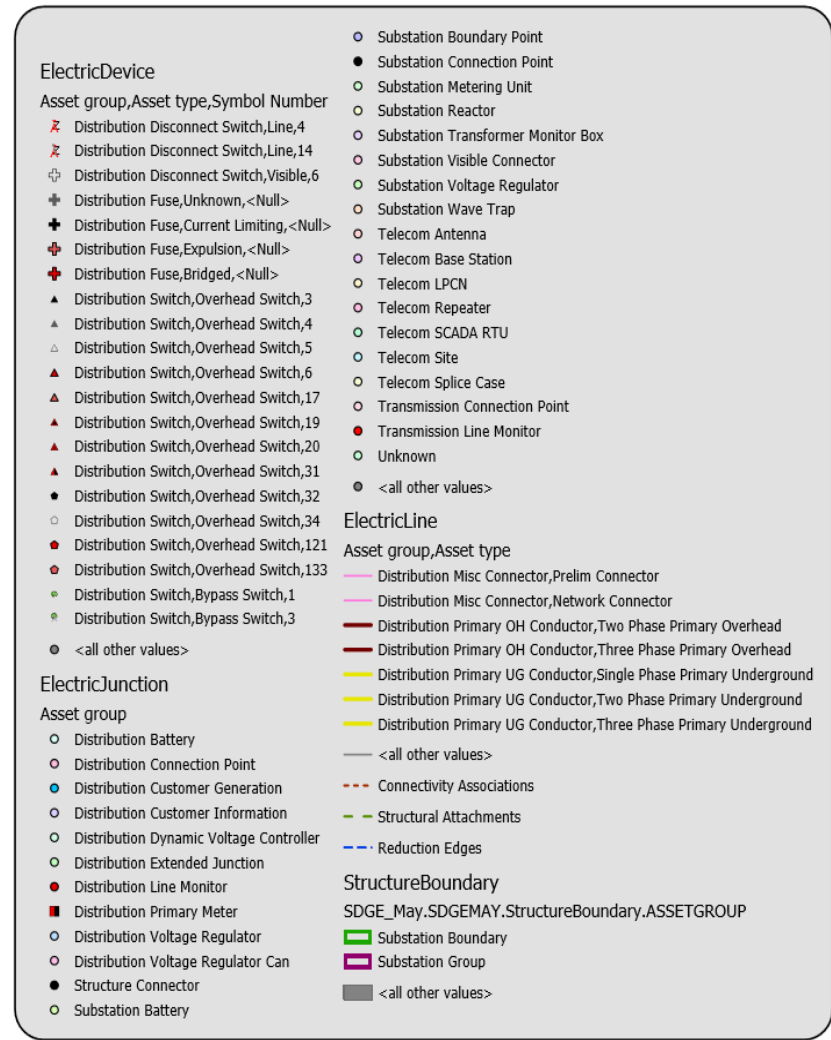 ElectricDevice
Asset group,Asset type,Symbol Number
Distribution Disconnect Switch,Line,4
Distribution Disconnect Switch,Line,14
Distribution Disconnect Switch,Visible,6
Distribution Fuse,Unknown,<Null>
Distribution Fuse,Current Limiting,<Null>
Distribution Fuse,Expulsion,<Null>
Distribution Fuse,Bridged,<Null>
Distribution Switch,Overhead Switch,3
Distribution Switch,Overhead Switch,4
Distribution Switch,Overhead Switch,5
Distribution Switch,Overhead Switch,6
Distribution Switch,Overhead Switch,17
Distribution Switch,Overhead Switch,19
Distribution Switch,Overhead Switch,20
Distribution Switch,Overhead Switch,31
Distribution Switch,Overhead Switch,32
Distribution Switch,Overhead Switch,34
Distribution Switch,Overhead Switch,121
Distribution Switch,Overhead Switch,133
Distribution Switch,Bypass Switch,1
Distribution Switch,Bypass Switch,3
<all other values>
ElectricJunction
Asset group
Distribution Battery
Distribution Connection Point
Distribution Customer Generation
Distribution Customer Information
Distribution Dynamic Voltage Controller
Distribution Extended Junction
Distribution Line Monitor
Distribution Primary Meter
Distribution Voltage Regulator
Distribution Voltage Regulator Can
Structure Connector
Substation Battery
Substation Boundary Point
Substation Connection Point
Substation Metering Unit
Substation Reactor
Substation Transformer Monitor Box
Substation Visible Connector
Substation Voltage Regulator
Substation Wave Trap
Telecom Antenna
Telecom Base Station
Telecom LPCN
Telecom Repeater
Telecom SCADA RTU
Telecom Site
Telecom Splice Case
Transmission Connection Point
Transmission Line Monitor
Unknown
<all other values>
ElectricLine
Asset group,Asset type
Distribution Misc Connector,Prelim Connector
Distribution Misc Connector,Network Connector
Distribution Primary OH Conductor,Two Phase Primary Overhead
Distribution Primary OH Conductor,Three Phase Primary Overhead
Distribution Primary UG Conductor,Single Phase Primary Underground
Distribution Primary UG Conductor,Two Phase Primary Underground
Distribution Primary UG Conductor,Three Phase Primary Underground
<all other values>
Connectivity Associations
Structural Attachments
Reduction Edges
StructureBoundary
SDGE_May.SDGEMAY.StructureBoundary.ASSETGROUP
Substation Boundary
Substation Group
<all other values>